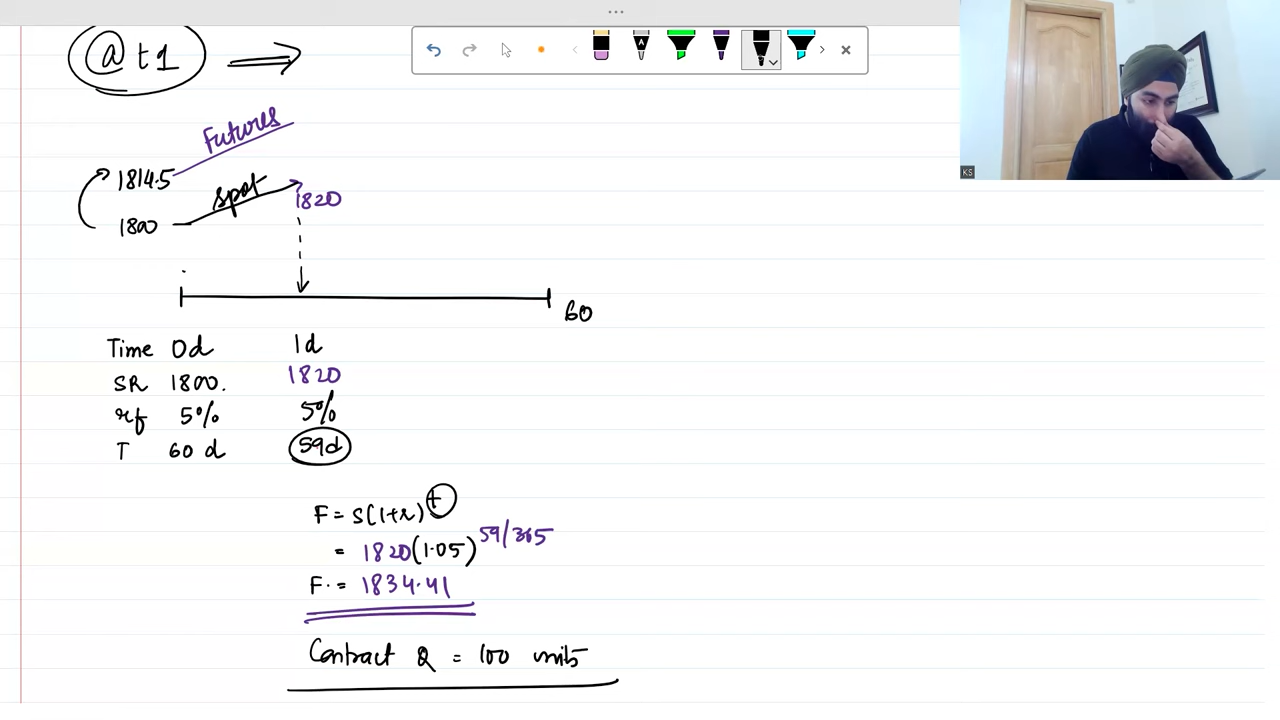 @ t1
Futures
1814.5
spot
1820
1800
60
Time 0d 1d
SR 1800. 1820
rf 5% 5%
T 60 d 59d
F = S(1+r)^t
= 1820(1.05)^59/365
F. = 1834.41
Contract Q = 100 units
KS